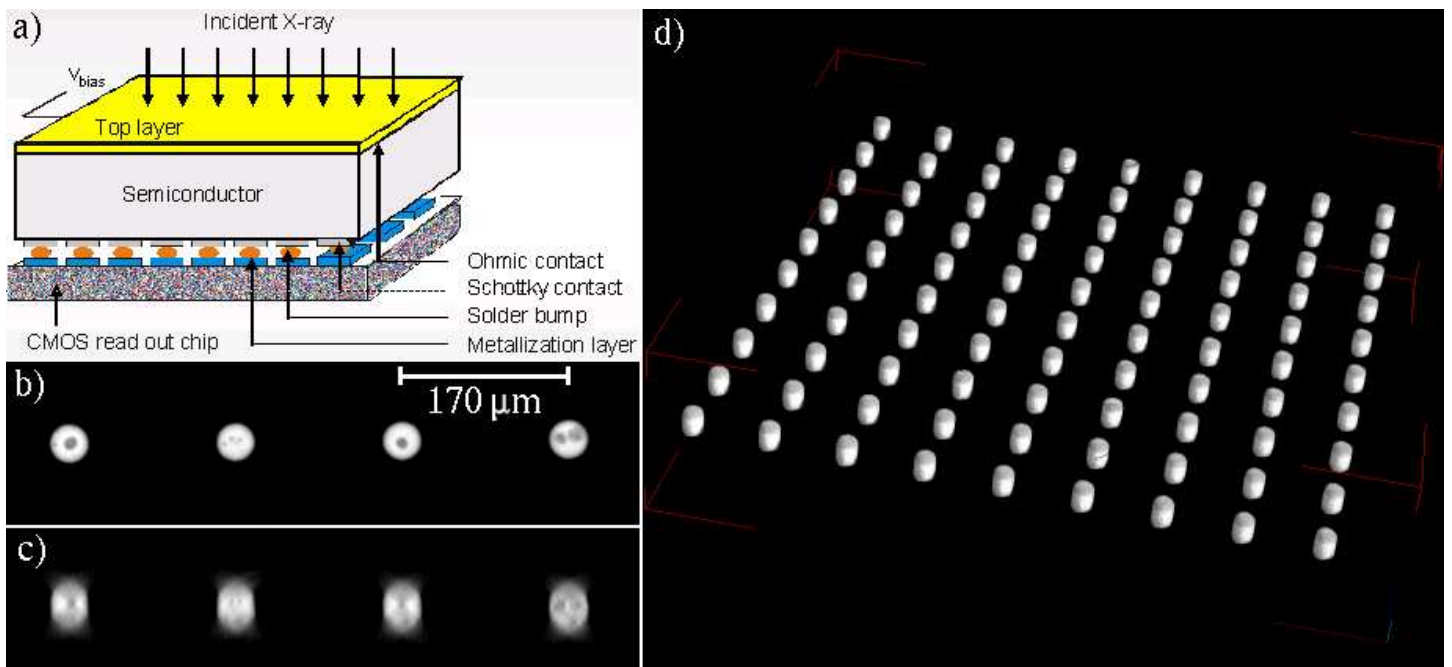 a)
Incident X-ray
V bias
Top layer
Semiconductor
Ohmic contact
Schottky contact
Solder bump
CMOS read out chip
Metallization layer
b)
170 μm
c)
d)